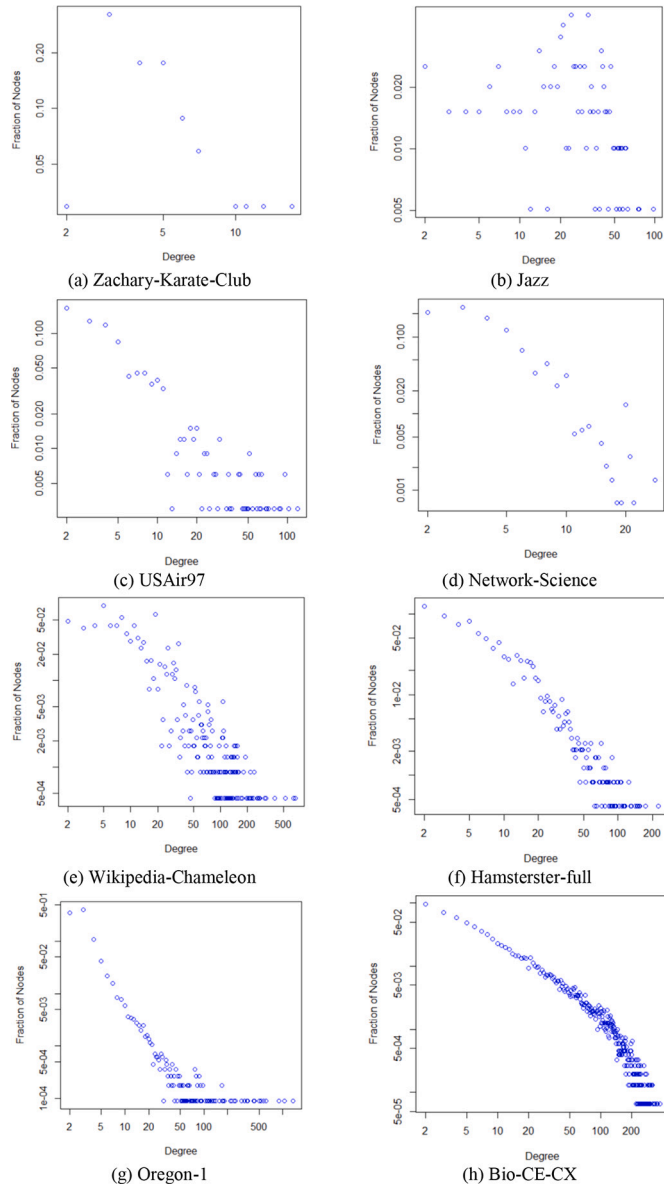 Fraction of Nodes
0.20
0.10
0.05
2 5 10
Degree
(a) Zachary-Karate-Club
Fraction of Nodes
0.020
0.010
0.005
2 5 10 20 50 100
Degree
(b) Jazz
Fraction of Nodes
0.100
0.050
0.020
0.010
0.005
2 5 10 20 50 100
Degree
(c) USAir97
Fraction of Nodes
0.100
0.020
0.005
0.001
2 5 10 20
Degree
(d) Network-Science
Fraction of Nodes
5e-02
2e-02
5e-03
2e-03
5e-04
2 5 10 20 50 100 200 500
Degree
(e) Wikipedia-Chameleon
Fraction of Nodes
5e-02
1e-02
2e-03
5e-04
2 5 10 20 50 100 200
Degree
(f) Hamsterster-full
Fraction of Nodes
5e-01
5e-02
5e-03
5e-04
1e-04
2 5 10 20 50 100 500
Degree
(g) Oregon-1
Fraction of Nodes
5e-02
5e-03
5e-04
5e-05
2 5 10 20 50 100 200
Degree
(h) Bio-CE-CX